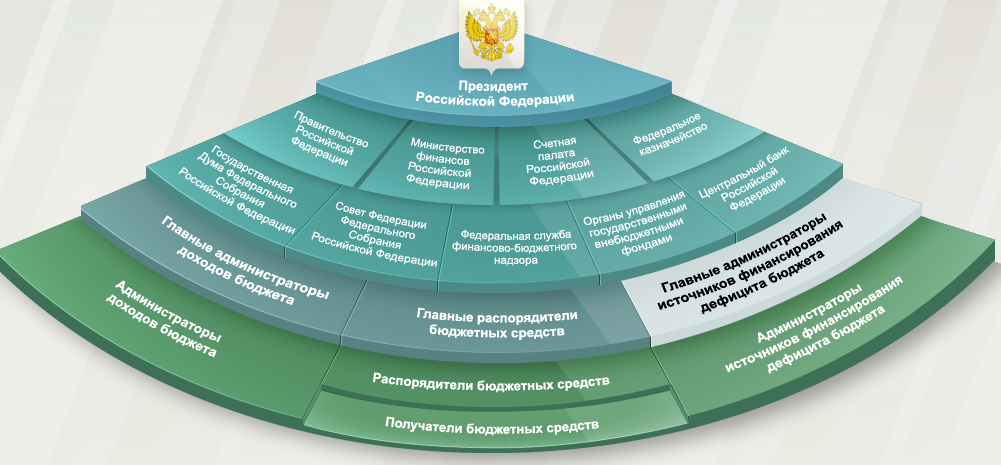 Президент
Российской Федерации
Правительство
Российской
Федерации
Министерство
финансов
Российской
Федерации
Счетная
палата
Российской
Федерации
Федеральное
казначейство
Государственная
Дума Федерального
Собрания
Российской Федерации
Совет Федерации
Федерального
Собрания
Российской Федерации
Федеральная служба
финансово-бюджетного
надзора
Органы управления
государственными
внебюджетными
фондами
Центральный банк
Российской
Федерации
Главные администраторы
доходов бюджета
Главные распорядители
бюджетных средств
Главные администраторы
источников финансирования
дефицита бюджета
Администраторы
доходов бюджета
Распорядители бюджетных средств
Получатели бюджетных средств
Администраторы
источников финансирования
дефицита бюджета